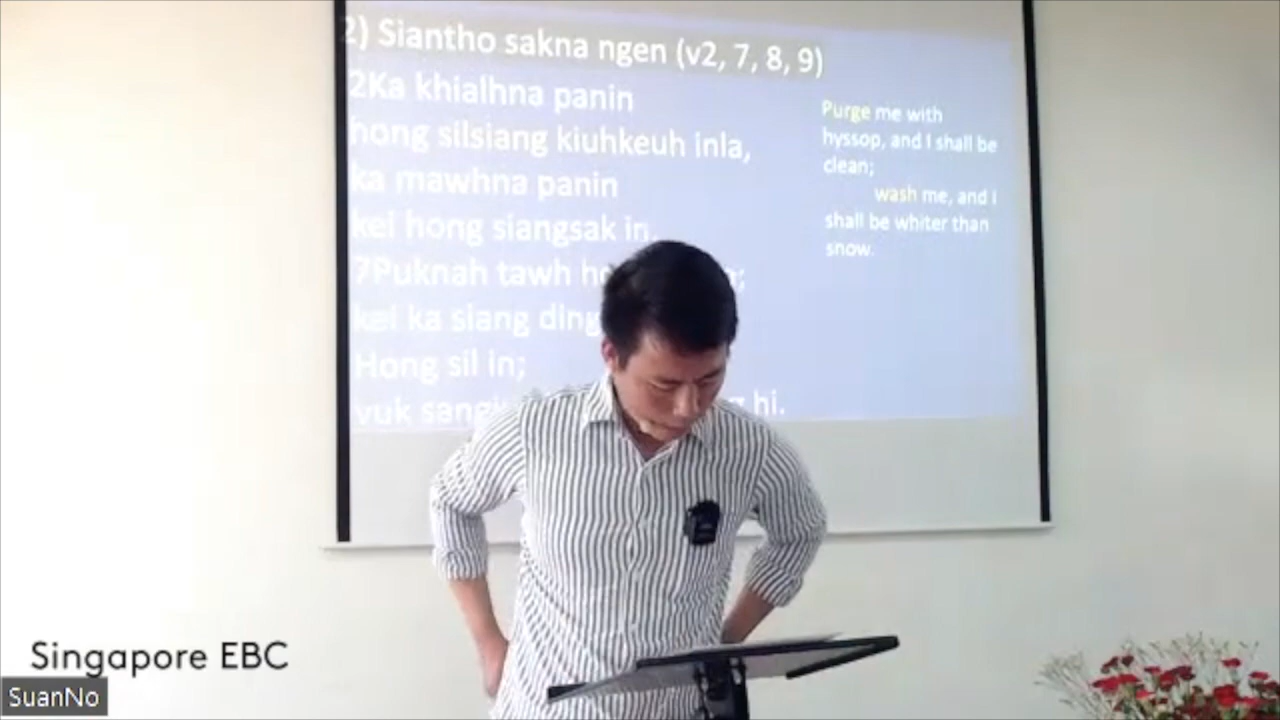 2) Siantho sakna ngen (v2, 7, 8, 9)
2Ka khialhna panin
hong silsiang kiuhkeuh inla,
ka mawhna panin
kei hong siangsak in.
7Puknah tawh
kei ka siang ding
Hong sil in;
vuk hi.
Purge me with
hyssop, and I shall be
clean;
wash me, and I
shall be whiter than
snow.
Singapore EBC
SuanNo